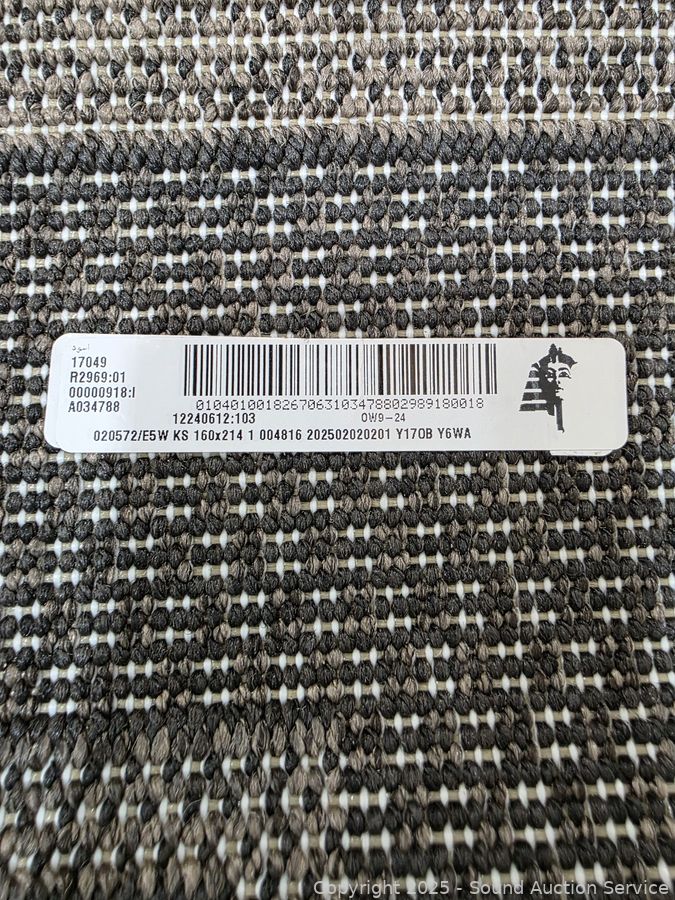 أسود
17049
R2969:01
00000918:I
A034788
0104010018267063103478802989180018
12240612:103
OW9-24
020572/E5W KS 160x214 1 004816 202502020201 Y170B Y6WA
Copyright 2025 - Sound Auction Service